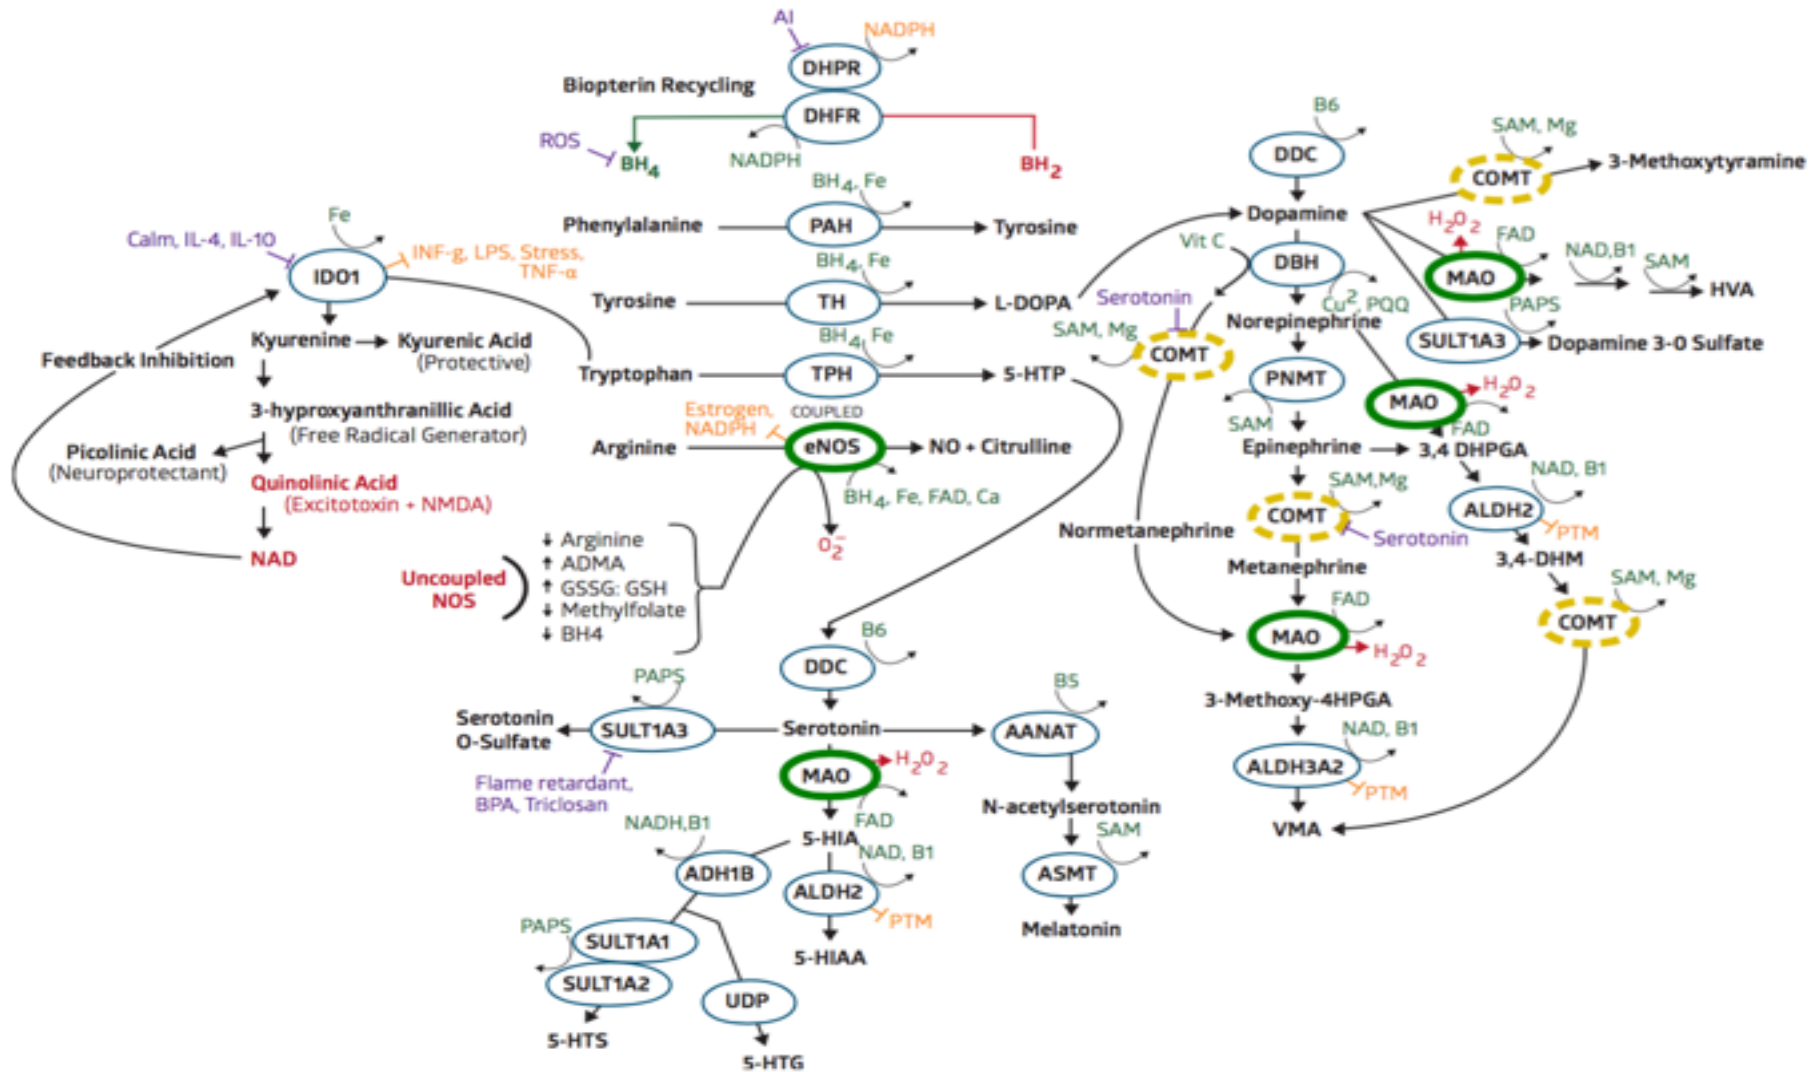 AI
NADPH
DHPR
Biopterin Recycling
DHFR
ROS
NADPH
BH4
BH2
BH4, Fe
Phenylalanine
PAH
Tyrosine
BH4, Fe
Tyrosine
TH
L-DOPA
BH4, Fe
Tryptophan
TPH
5-HTP
COUPLED
Estrogen,
NADPH
Arginine
eNOS
NO + Citrulline
BH4, Fe, FAD, Ca
O2-
Fe
Calm, IL-4, IL-10
INF-g, LPS, Stress,
TNF-α
IDO1
Kyurenine
Kyurenic Acid
(Protective)
Feedback Inhibition
3-hyproxyanthranillic Acid
(Free Radical Generator)
Picolinic Acid
(Neuroprotectant)
Quinolinic Acid
(Excitotoxin + NMDA)
NAD
Uncoupled
NOS
↓ Arginine
↑ ADMA
↑ GSSG: GSH
↓ Methylfolate
↓ BH4
B6
DDC
PAPS
Serotonin
O-Sulfate
SULT1A3
Serotonin
Flame retardant,
BPA, Triclosan
MAO
H2O2
FAD
5-HIA
NADH,B1
ADH1B
NAD, B1
ALDH2
PTM
5-HIAA
PAPS
SULT1A1
SULT1A2
5-HTS
UDP
5-HTG
B5
AANAT
N-acetylserotonin
SAM
ASMT
Melatonin
B6
DDC
Dopamine
SAM, Mg
COMT
3-Methoxytyramine
H2O2
FAD
MAO
NAD,B1
SAM
HVA
PAPS
SULT1A3
Dopamine 3-0 Sulfate
Vit C
DBH
Cu2, PQQ
Serotonin
SAM, Mg
COMT
Norepinephrine
PNMT
SAM
MAO
H2O2
FAD
Epinephrine
3,4 DHPGA
SAM,Mg
COMT
Serotonin
NAD, B1
ALDH2
PTM
3,4-DHM
SAM, Mg
COMT
Normetanephrine
Metanephrine
FAD
MAO
H2O2
3-Methoxy-4HPGA
NAD, B1
ALDH3A2
PTM
VMA